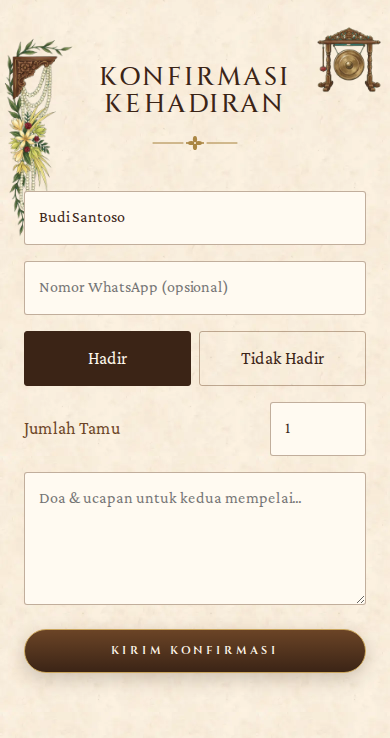 KONFIRMASI
KEHADIRAN
Budi Santoso
Nomor WhatsApp (opsional)
Hadir
Tidak Hadir
Jumlah Tamu
1
Doa & ucapan untuk kedua mempelai...
KIRIM KONFIRMASI